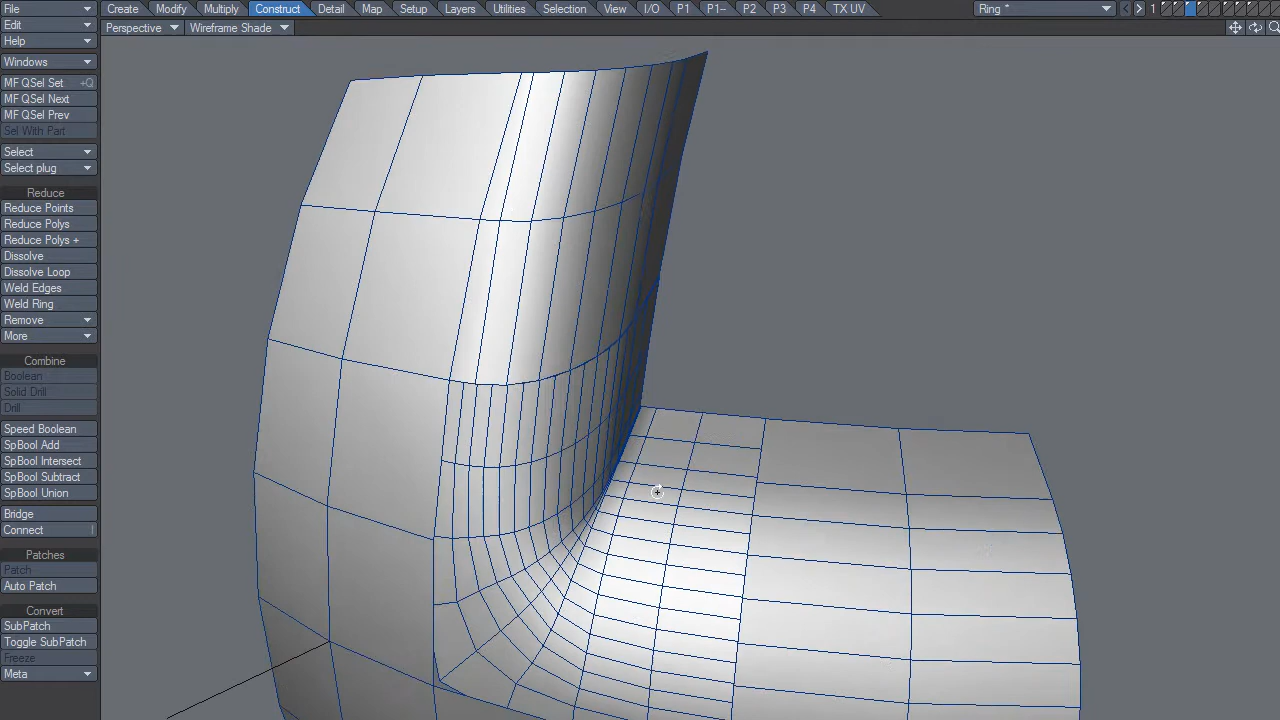 File Create Modify Multiply Construct Detail Map Setup Layers Utilities Selection View I/O P1 P1-- P2 P3 P4 TX UV Ring * 1
Edit Perspective Wireframe Shade
Help
Windows
MF QSel Set +Q
MF QSel Next
MF QSel Prev
Sel With Part
Select
Select plug
Reduce
Reduce Points
Reduce Polys
Reduce Polys +
Dissolve
Dissolve Loop
Weld Edges
Weld Ring
Remove
More
Combine
Boolean
Solid Drill
Drill
Speed Boolean
SpBool Add
SpBool Intersect
SpBool Subtract
SpBool Union
Bridge
Connect l
Patches
Patch
Auto Patch
Convert
SubPatch
Toggle SubPatch
Freeze
Meta